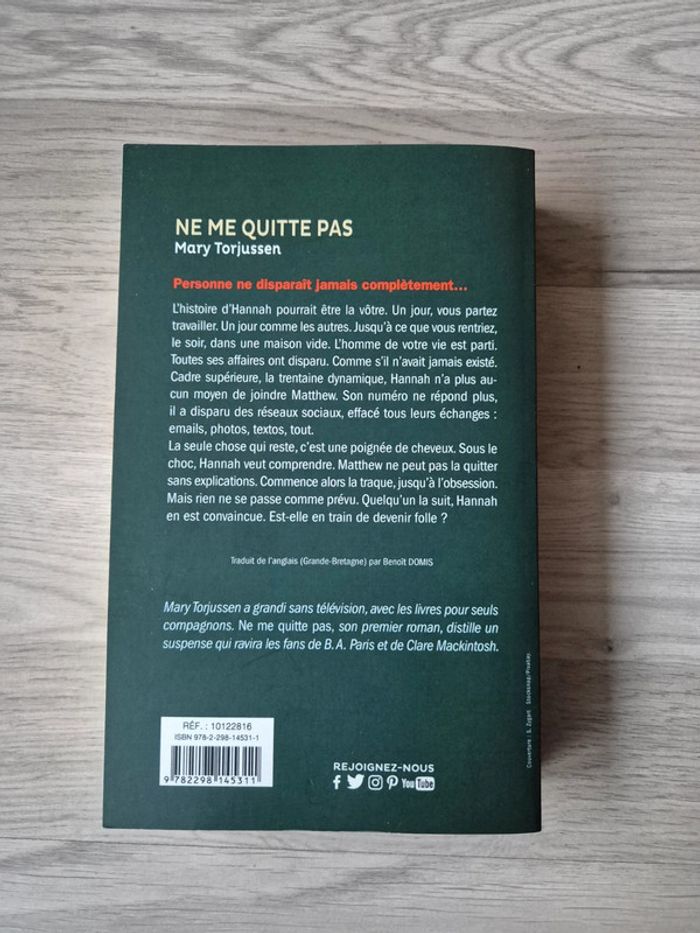 NE ME QUITTE PAS
Mary Torjussen
Personne ne disparaît jamais complètement...
L'histoire d'Hannah pourrait être la vôtre. Un jour, vous partez
travailler. Un jour comme les autres. Jusqu'à ce que vous rentriez,
le soir, dans une maison vide. L'homme de votre vie est parti.
Toutes ses affaires ont disparu. Comme s'il n'avait jamais existé.
Cadre supérieure, la trentaine dynamique, Hannah n'a plus au-
cun moyen de joindre Matthew. Son numéro ne répond plus,
il a disparu des réseaux sociaux, effacé tous leurs échanges :
emails, photos, textos, tout.
La seule chose qui reste, c'est une poignée de cheveux. Sous le
choc, Hannah veut comprendre. Matthew ne peut pas la quitter
sans explications. Commence alors la traque, jusqu'à l'obsession.
Mais rien ne se passe comme prévu. Quelqu'un la suit, Hannah
en est convaincue. Est-elle en train de devenir folle ?
Traduit de l'anglais (Grande-Bretagne) par Benoît DOMIS
Mary Torjussen a grandi sans télévision, avec les livres pour seuls
compagnons. Ne me quitte pas, son premier roman, distille un
suspense qui ravira les fans de B.A. Paris et de Clare Mackintosh.
RÉF. : 10122816
ISBN 978-2-298-14531-1
9 782298 145311
REJOIGNEZ-NOUS
YouTube
Couverture : S. Zygart Stocksnap/Pixabay